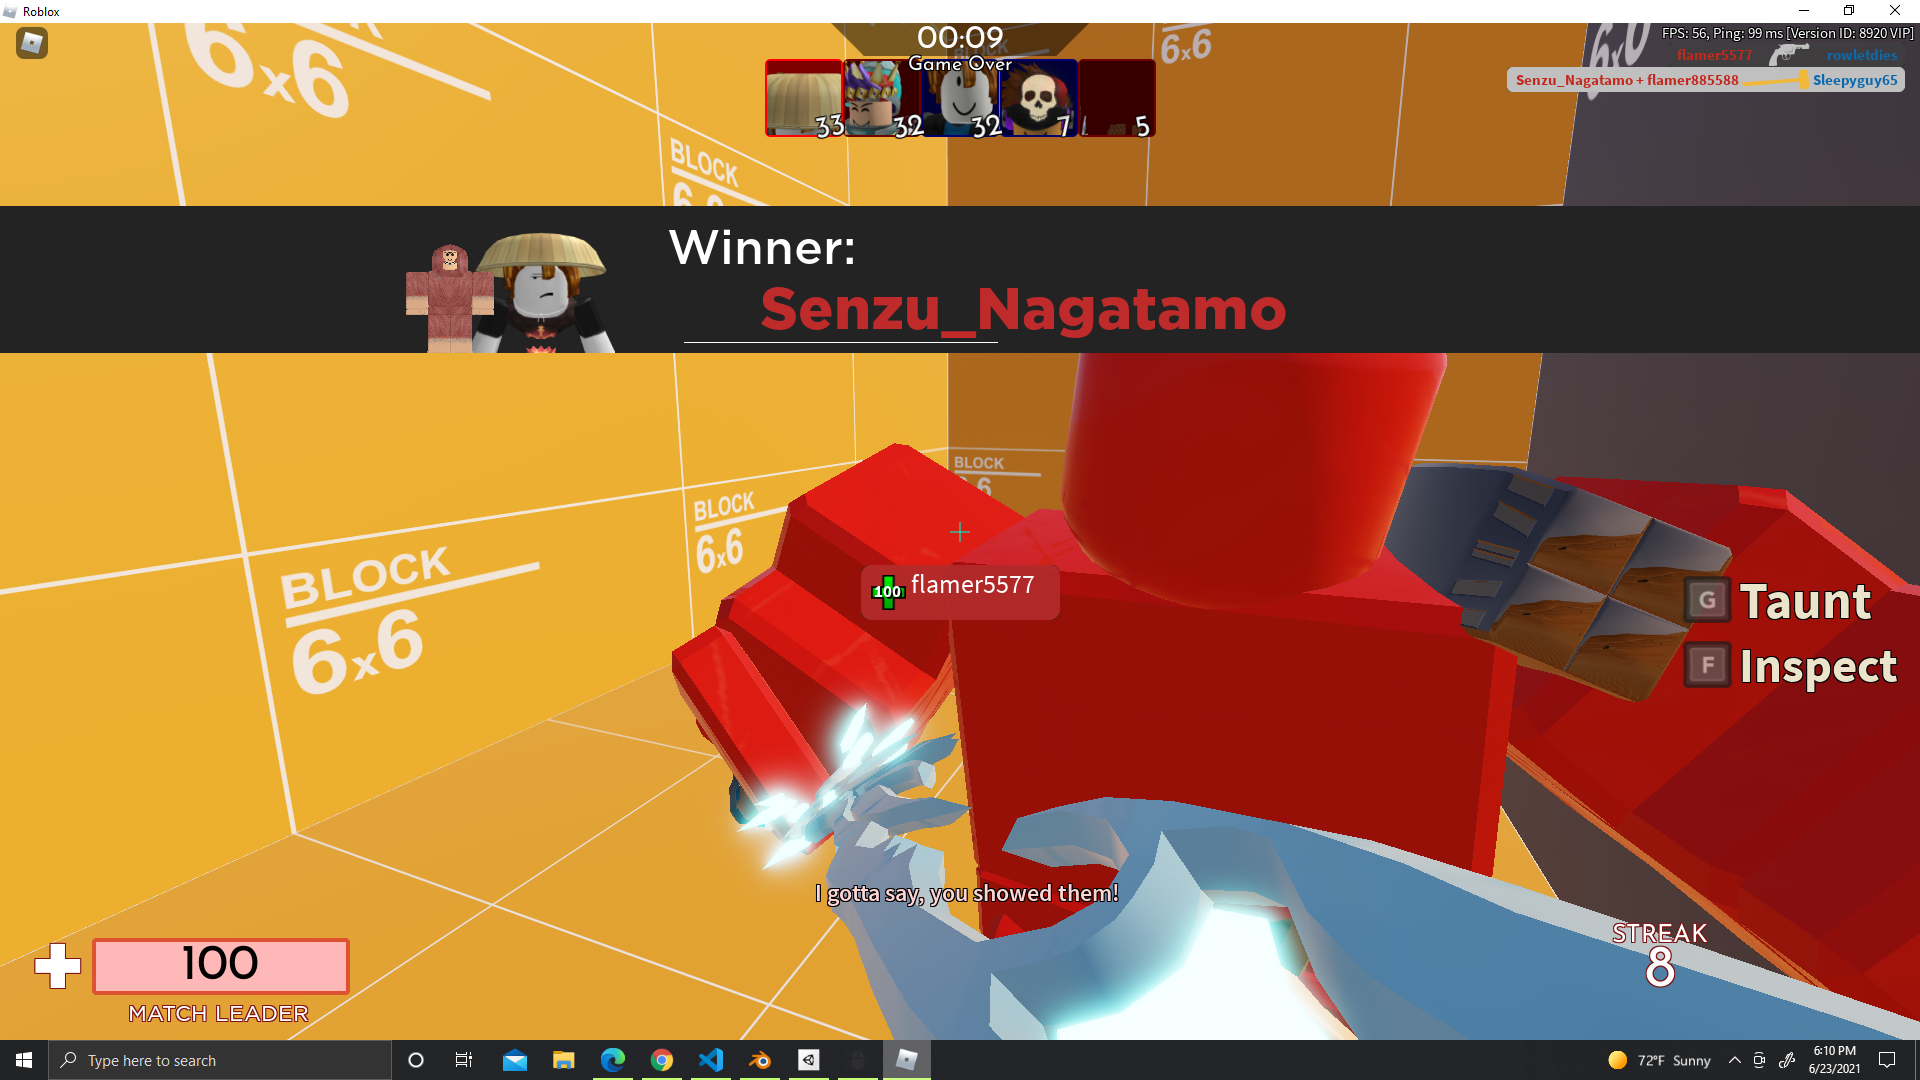 Roblox
00:09
Game Over
FPS: 56, Ping: 99 ms [Version ID: 8920 VIP]
flamer5577 rowletdies
Senzu_Nagatamo + flamer885588 Sleepyguy65
33 32 32 7 5
6x6
BLOCK
6x6
BLOCK
Winner:
Senzu_Nagatamo
BLOCK
BLOCK
6x6
BLOCK
6x6
100 flamer5577
G Taunt
F Inspect
I gotta say, you showed them!
STREAK
8
100
MATCH LEADER
Type here to search
72°F Sunny
6:10 PM
6/23/2021